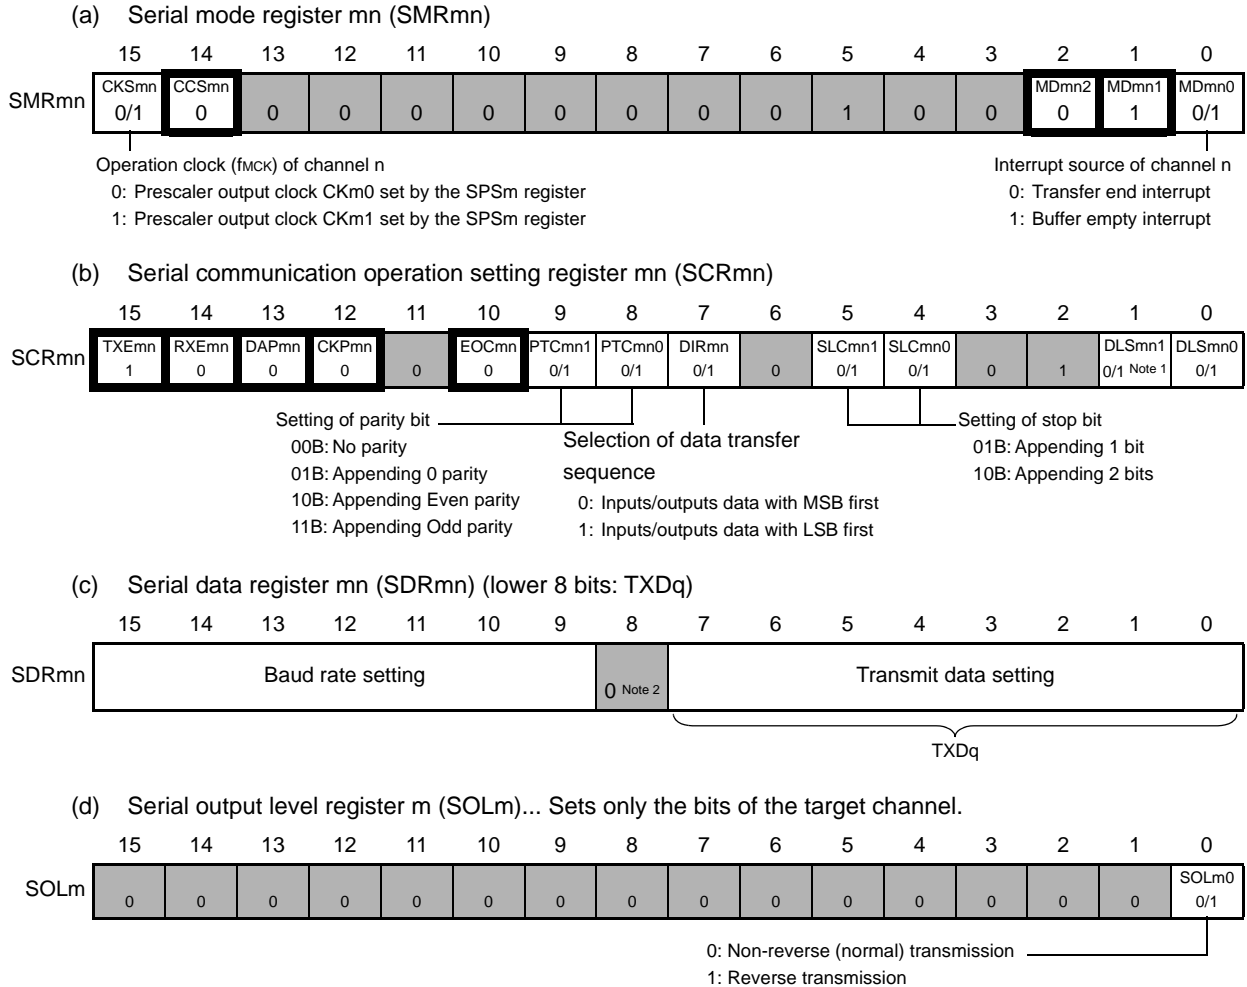 (a) Serial mode register mn (SMRmn)
15 14 13 12 11 10 9 8 7 6 5 4 3 2 1 0
CKSmn CCSmn MDmn2 MDmn1 MDmn0
SMRmn 0/1 0 0 0 0 0 0 0 0 0 1 0 0 0 1 0/1
Operation clock (fMCK) of channel n Interrupt source of channel n
0: Prescaler output clock CKm0 set by the SPSm register 0: Transfer end interrupt
1: Prescaler output clock CKm1 set by the SPSm register 1: Buffer empty interrupt
(b) Serial communication operation setting register mn (SCRmn)
15 14 13 12 11 10 9 8 7 6 5 4 3 2 1 0
TXEmn RXEmn DAPmn CKPmn EOCmn PTCmn1 PTCmn0 DIRmn SLCmn1 SLCmn0 DLSmn1 DLSmn0
SCRmn 1 0 0 0 0 0 0/1 0/1 0/1 0 0/1 0/1 0 1 0/1 Note 1 0/1
Setting of parity bit
00B: No parity
01B: Appending 0 parity
10B: Appending Even parity
11B: Appending Odd parity
Selection of data transfer
sequence
0: Inputs/outputs data with MSB first
1: Inputs/outputs data with LSB first
Setting of stop bit
01B: Appending 1 bit
10B: Appending 2 bits
(c) Serial data register mn (SDRmn) (lower 8 bits: TXDq)
15 14 13 12 11 10 9 8 7 6 5 4 3 2 1 0
SDRmn Baud rate setting 0 Note 2 Transmit data setting
TXDq
(d) Serial output level register m (SOLm)... Sets only the bits of the target channel.
15 14 13 12 11 10 9 8 7 6 5 4 3 2 1 0
SOLm0
SOLm 0 0 0 0 0 0 0 0 0 0 0 0 0 0 0 0/1
0: Non-reverse (normal) transmission
1: Reverse transmission